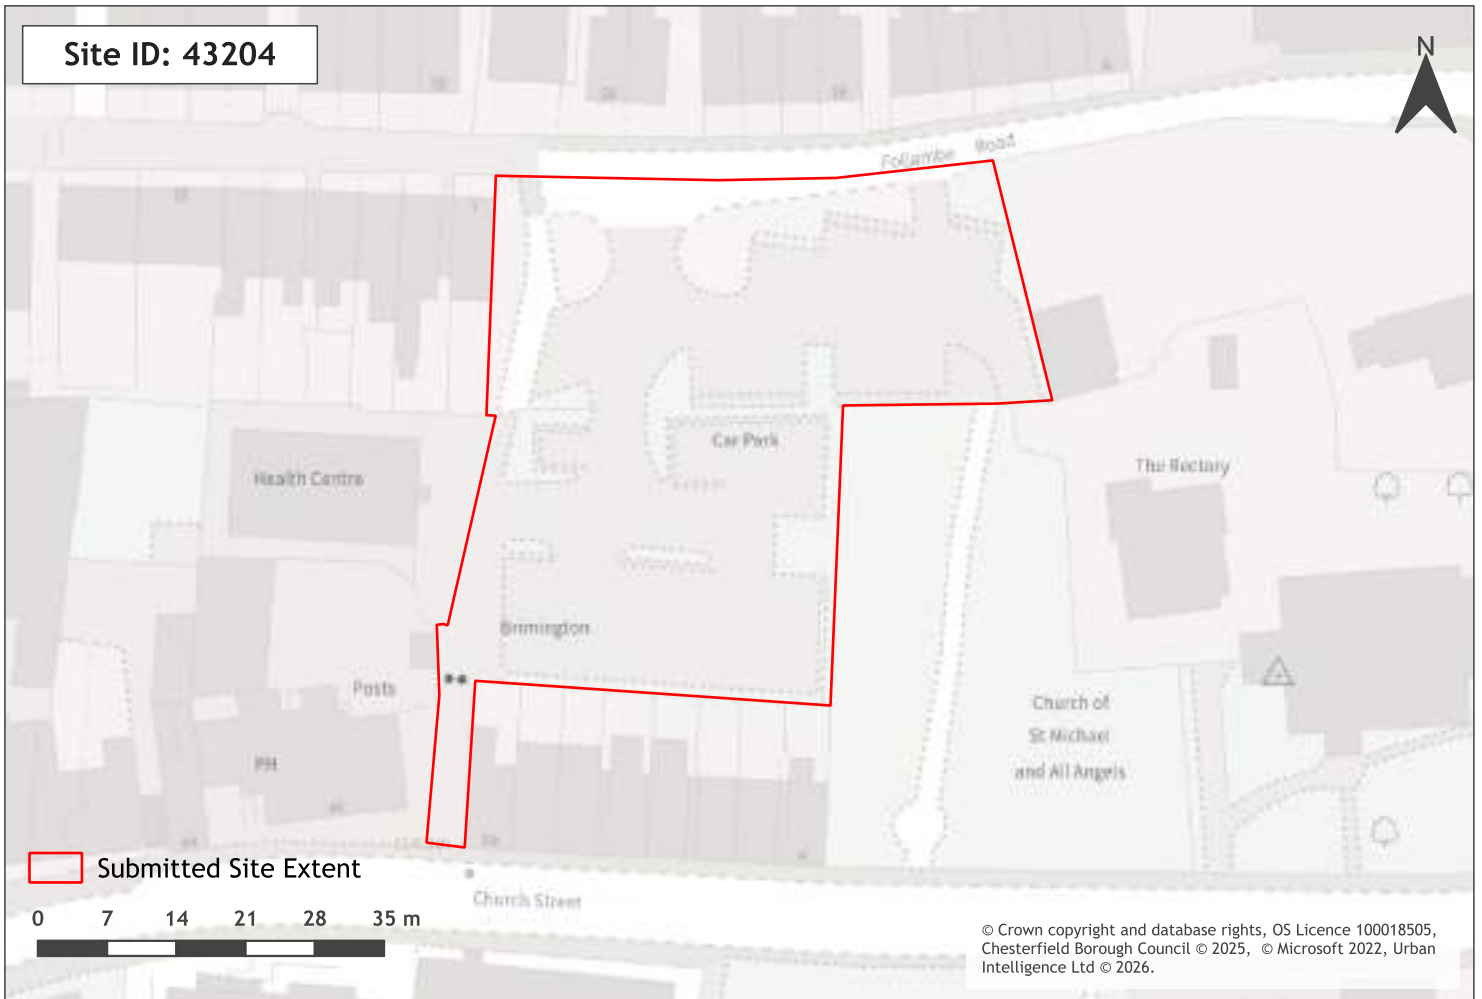 Site ID: 43204
N
Road
Car Park
Health Centre
The Rectory
Posts
PH
Church of
St Michael
and All Angels
Submitted Site Extent
Church Street
0 7 14 21 28 35 m
© Crown copyright and database rights, OS Licence 100018505,
Chesterfield Borough Council © 2025, © Microsoft 2022, Urban
Intelligence Ltd © 2026.